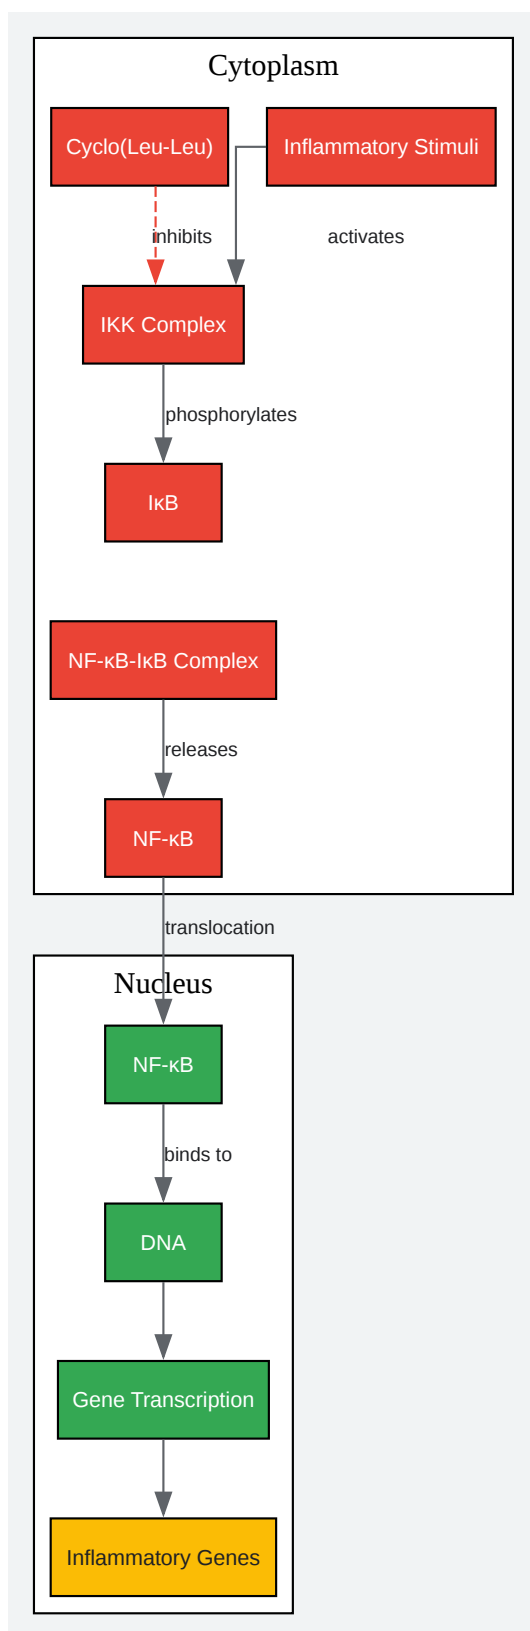 Cytoplasm
Cyclo(Leu-Leu)
Inflammatory Stimuli
inhibits
activates
IKK Complex
phosphorylates
IκB
NF-κB-IκB Complex
releases
NF-κB
translocation
Nucleus
NF-κB
binds to
DNA
Gene Transcription
Inflammatory Genes